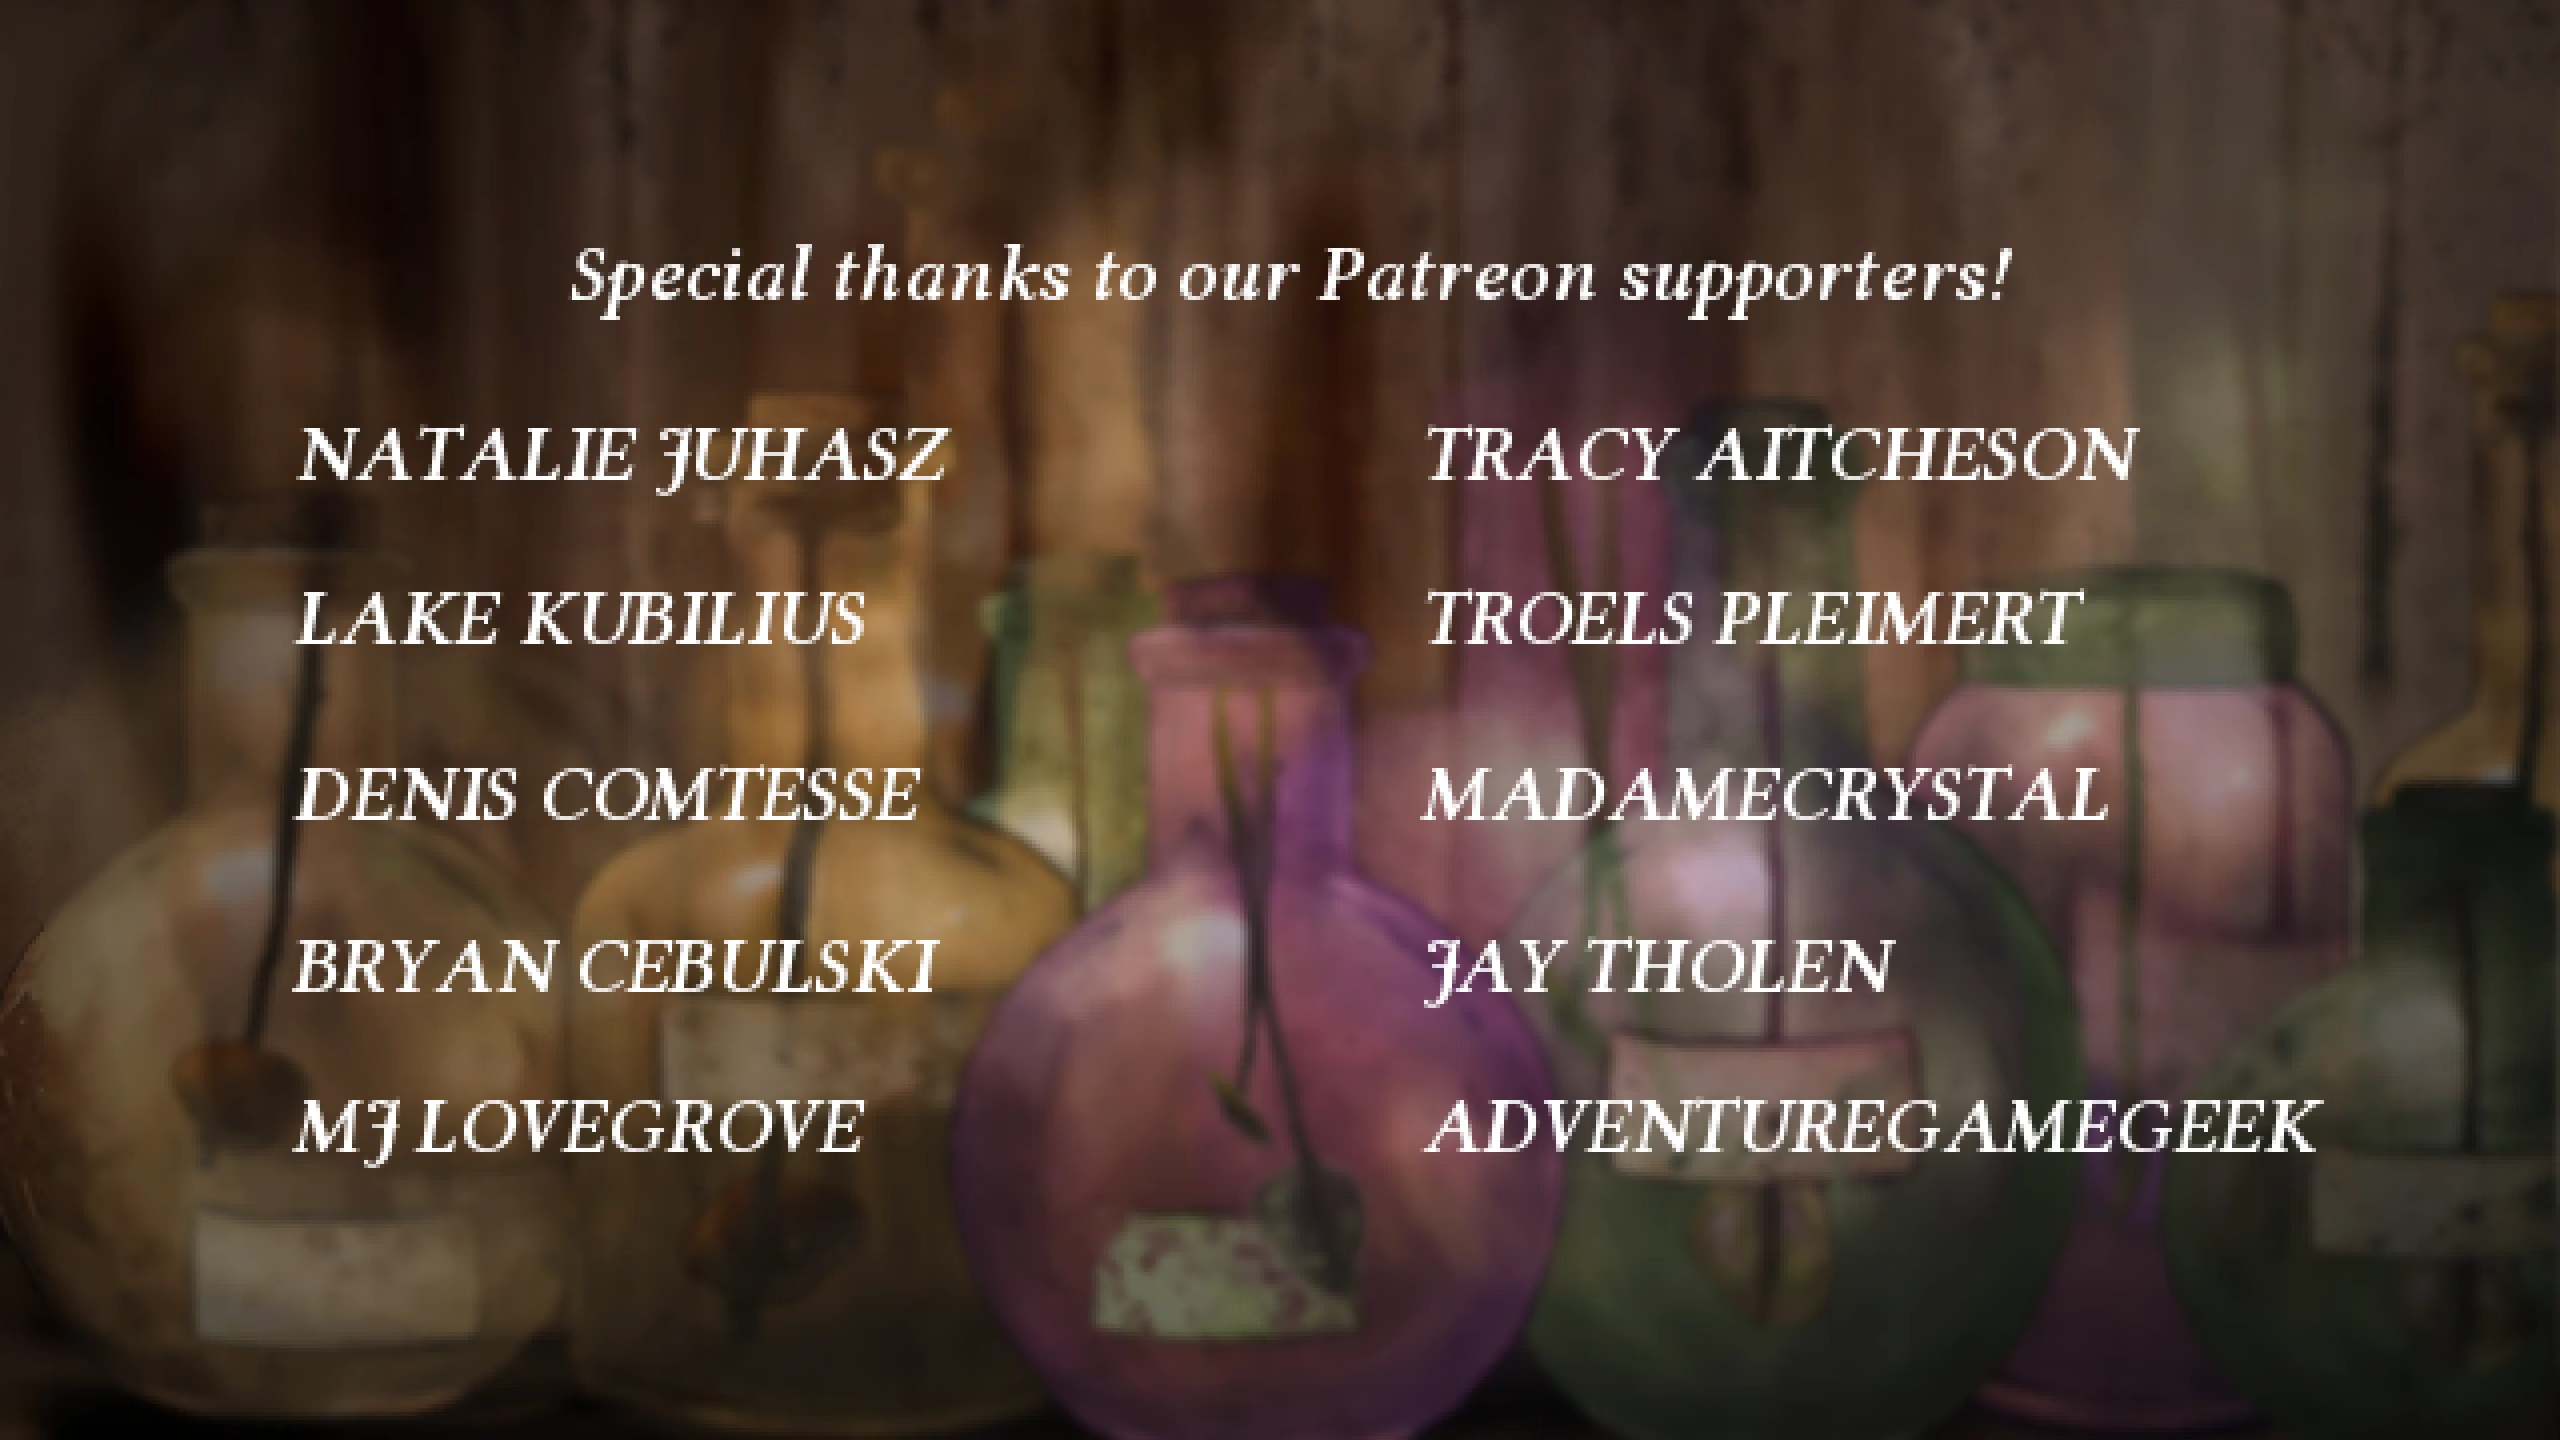 Special thanks to our Patreon supporters!
NATALIE JUHASZ
LAKE KUBILIUS
DENIS COMTESSE
BRYAN CEBULSKI
MJ LOVEGROVE
TRACY AITCHESON
TROELS PLEIMERT
MADAMECRYSTAL
JAY THOLEN
ADVENTUREGAMEGEEK